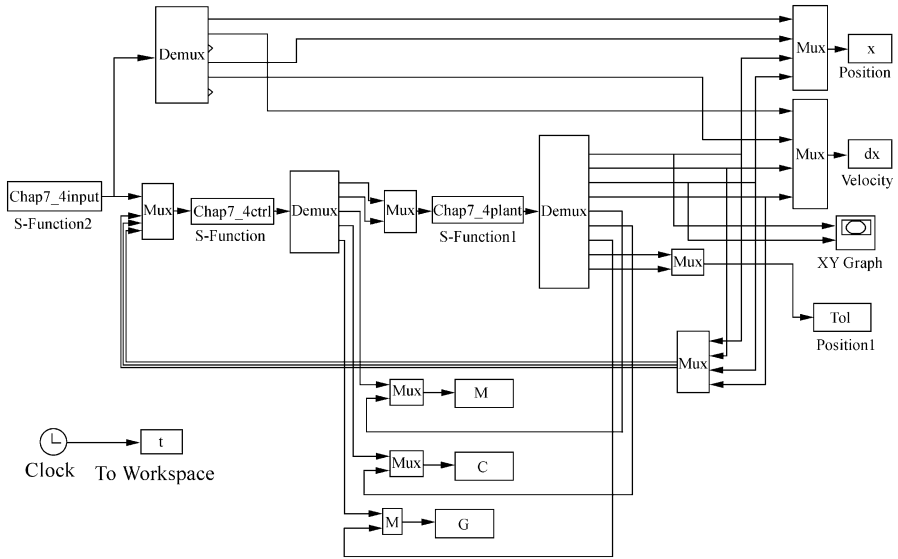 Demux
Mux
x
Position
Mux
dx
Velocity
Chap7_4input
S-Function2
Mux
Chap7_4ctrl
S-Function
Demux
Mux
Chap7_4plant
S-Function1
Demux
XY Graph
Mux
Tol
Position1
Mux
Mux
M
Clock
t
To Workspace
Mux
C
M
G